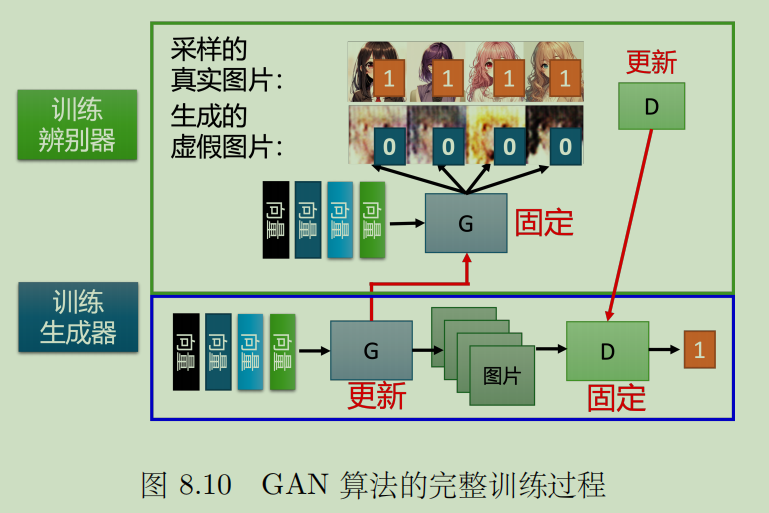 采样的
真实图片：
1 1 1 1
更新
D
训练
辨别器
生成的
虚假图片：
0 0 0 0
向量 向量 向量 向量
G
固定
训练
生成器
向量 向量 向量 向量
G
更新
图片
D
固定
1
图 8.10 GAN 算法的完整训练过程